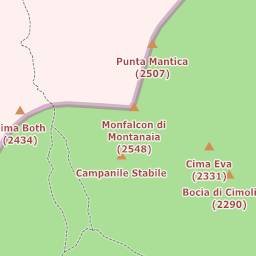 Punta Mantica
(2507)
ima Both
(2434)
Monfalcon di
Montanaia
(2548)
Campanile Stabile
Cima Eva
(2331)
Bocia di Cimoli
(2290)